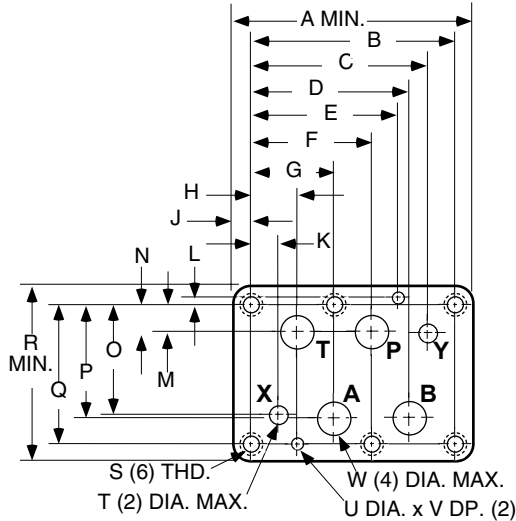 A MIN.
B
C
D
E
F
G
H
J
K
N
L
R
MIN.
Q
P
O
M
T
P
Y
X
A
B
S (6) THD.
T (2) DIA. MAX.
W (4) DIA. MAX.
U DIA. x V DP. (2)